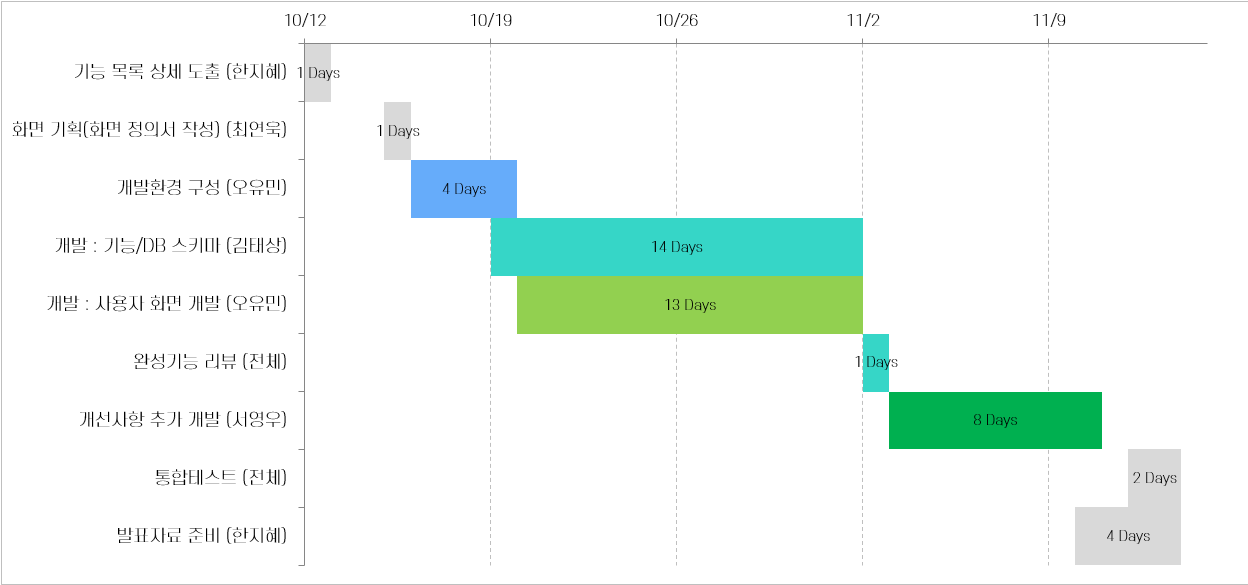 10/12 10/19 10/26 11/2 11/9
기능 목록 상세 도출 (한지혜) 1 Days
화면 기획(화면 정의서 작성) (최연욱) 1 Days
개발환경 구성 (오유민) 4 Days
개발 : 기능/DB 스키마 (김태상) 14 Days
개발 : 사용자 화면 개발 (오유민) 13 Days
완성기능 리뷰 (전체) 1 Days
개선사항 추가 개발 (서영우) 8 Days
통합테스트 (전체) 2 Days
발표자료 준비 (한지혜) 4 Days